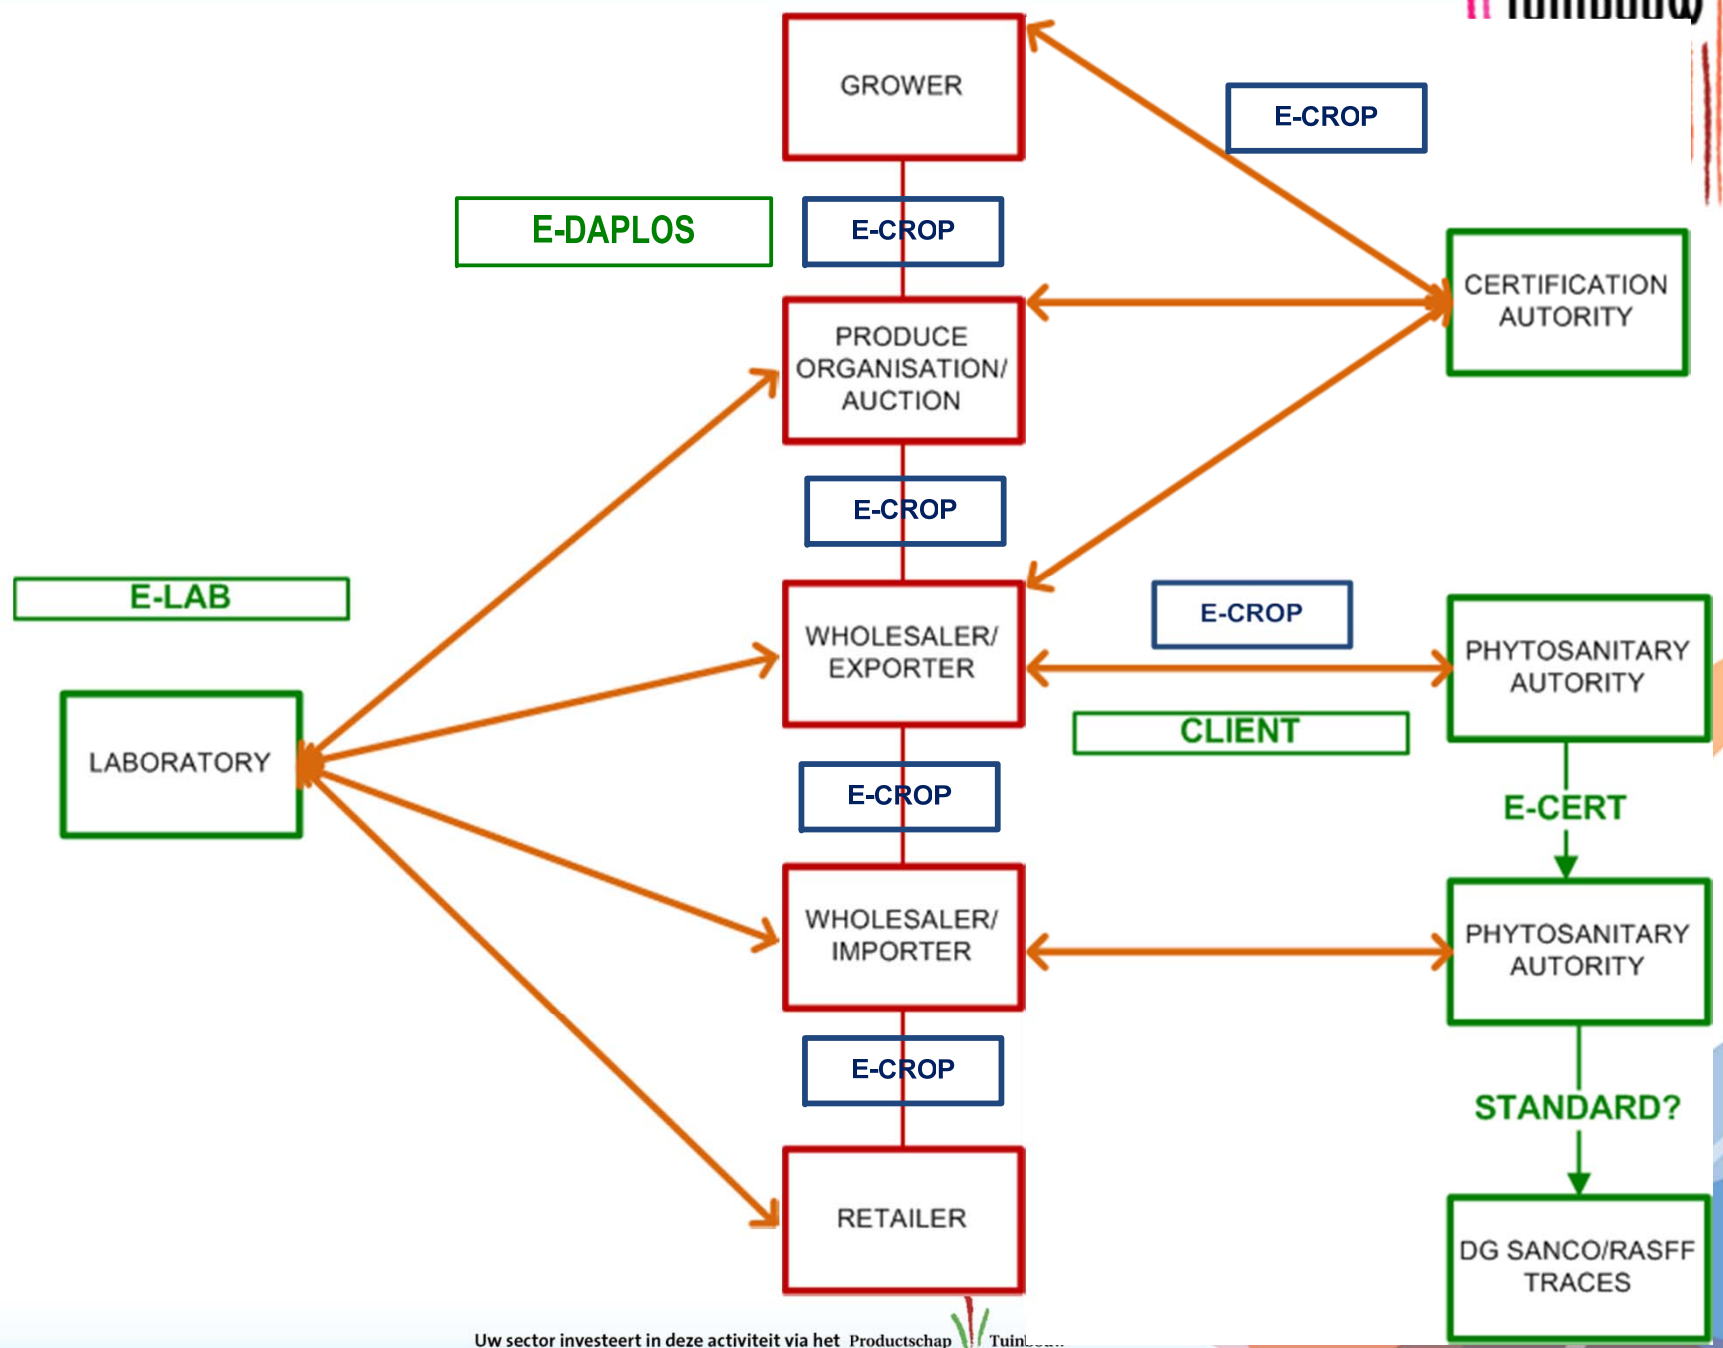 GROWER
E-CROP
E-DAPLOS
E-CROP
CERTIFICATION
AUTORITY
PRODUCE
ORGANISATION/
AUCTION
E-CROP
E-LAB
WHOLESALER/
EXPORTER
E-CROP
PHYTOSANITARY
AUTORITY
CLIENT
LABORATORY
E-CROP
E-CERT
WHOLESALER/
IMPORTER
PHYTOSANITARY
AUTORITY
E-CROP
STANDARD?
RETAILER
DG SANCO/RASFF
TRACES
Uw sector investeert in deze activiteit via het Productschap